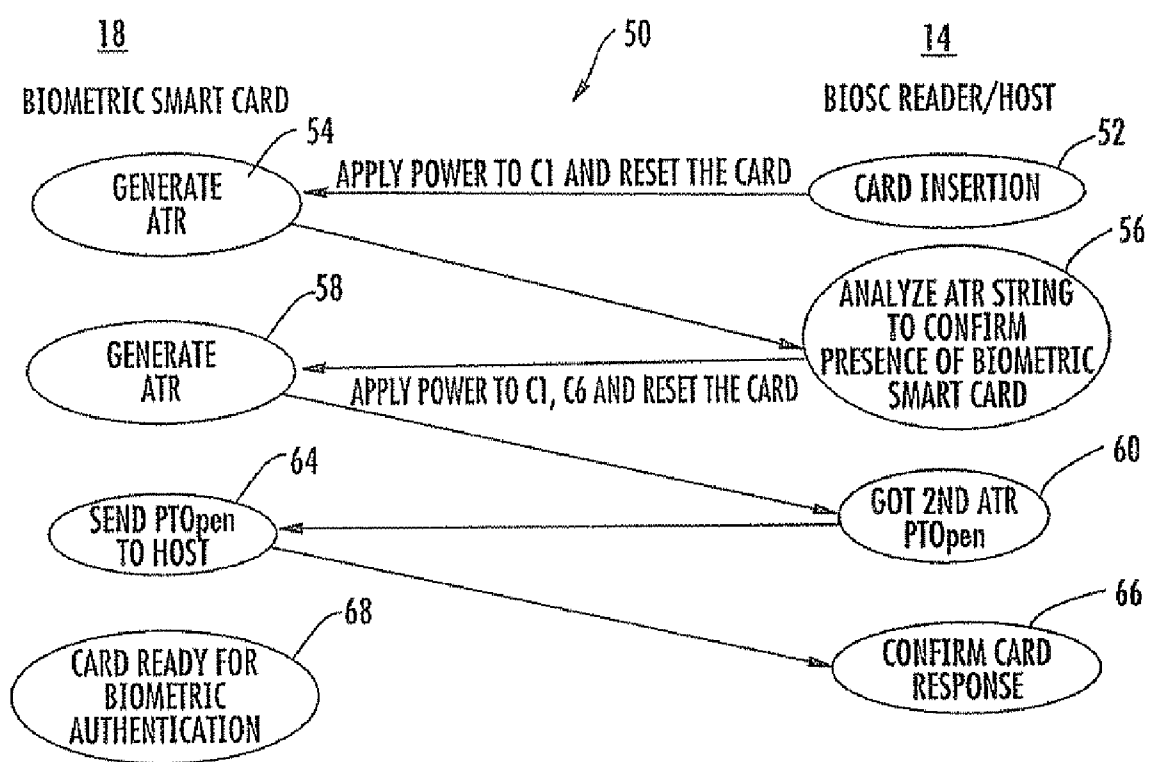 18
50
14
BIOMETRIC SMART CARD
BIOSC READER/HOST
54
52
GENERATE
ATR
APPLY POWER TO C1 AND RESET THE CARD
CARD INSERTION
56
58
GENERATE
ATR
ANALYZE ATR STRING
TO CONFIRM
PRESENCE OF BIOMETRIC
SMART CARD
APPLY POWER TO C1, C6 AND RESET THE CARD
64
60
SEND PTOpen
TO HOST
GOT 2ND ATR
PTOpen
68
66
CARD READY FOR
BIOMETRIC
AUTHENTICATION
CONFIRM CARD
RESPONSE